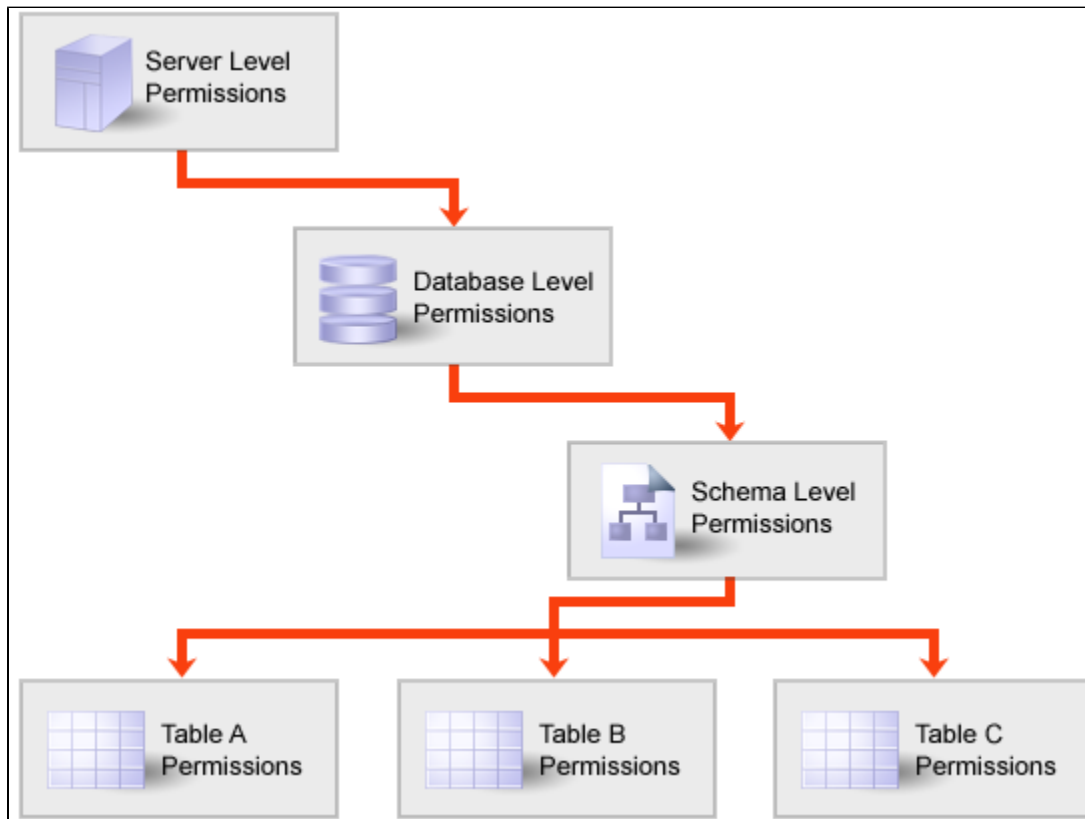 Server Level
Permissions
Database Level
Permissions
Schema Level
Permissions
Table A
Permissions
Table B
Permissions
Table C
Permissions